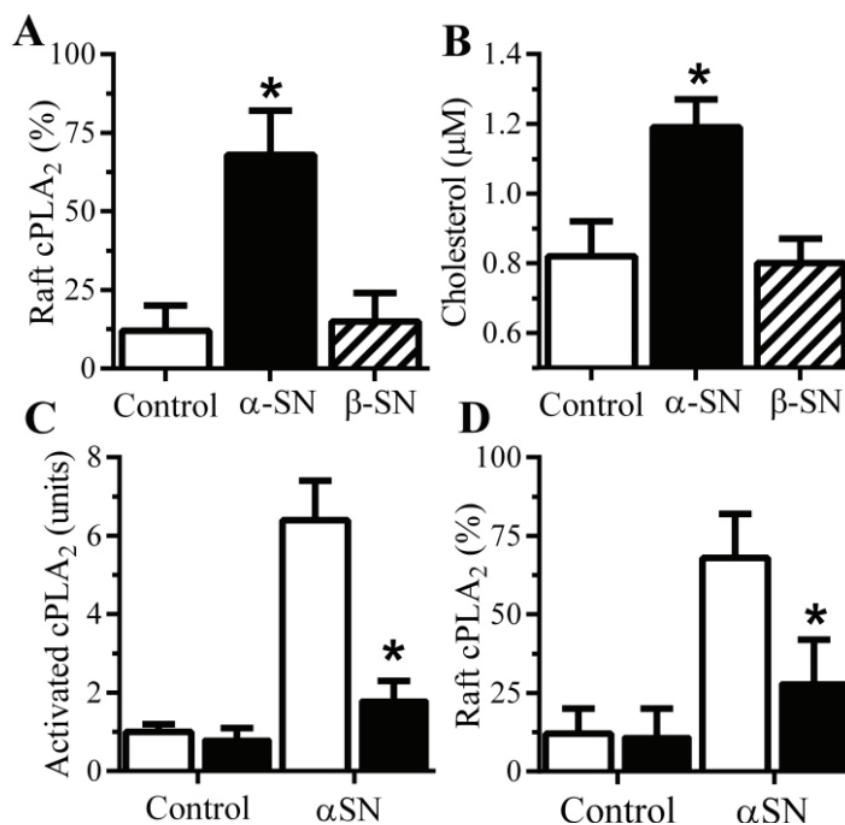 A
Raft cPLA₂ (%)
100
75
50
25
0
*
Control α-SN β-SN
B
Cholesterol (μM)
1.4
1.2
1.0
0.8
0.6
*
Control α-SN β-SN
C
Activated cPLA₂ (units)
8
6
4
2
0
*
Control αSN
D
Raft cPLA₂ (%)
100
75
50
25
0
*
Control αSN